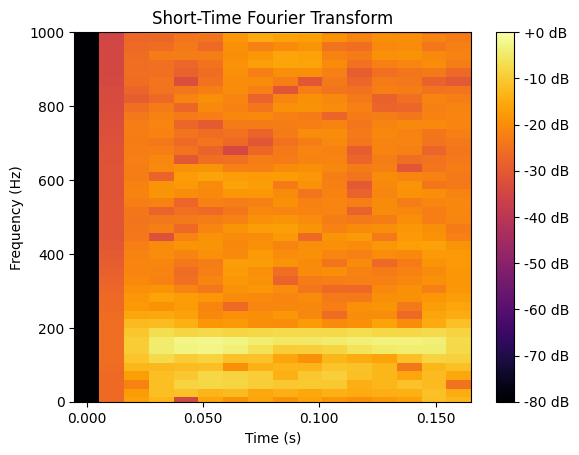 Short-Time Fourier Transform
1000
800
600
400
200
0
Frequency (Hz)
0.000
0.050
0.100
0.150
Time (s)
+0 dB
-10 dB
-20 dB
-30 dB
-40 dB
-50 dB
-60 dB
-70 dB
-80 dB